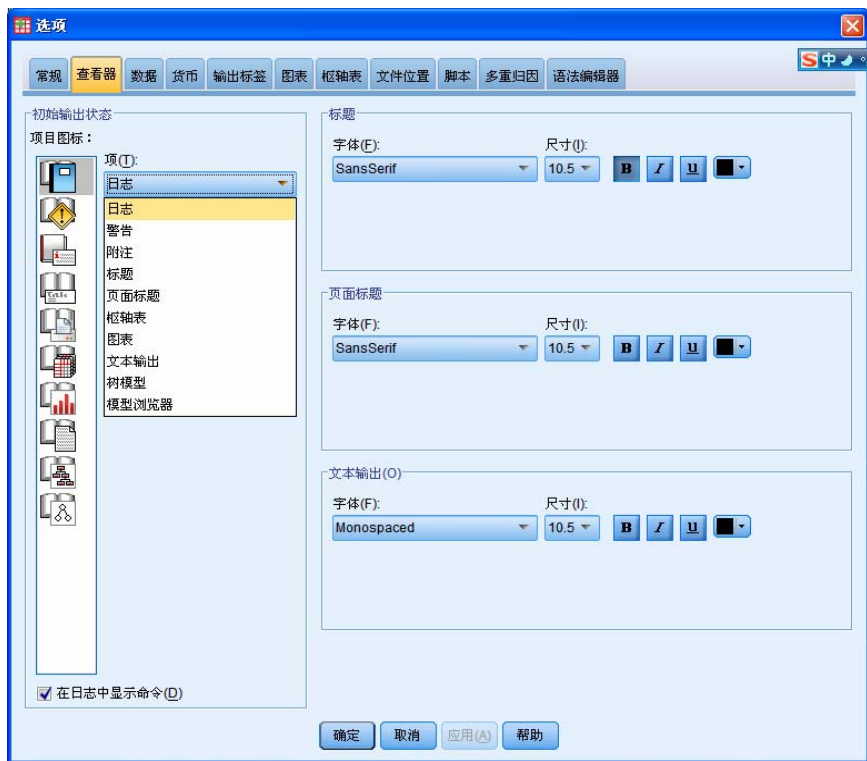 选项
常规 查看器 数据 货币 输出标签 图表 枢轴表 文件位置 脚本 多重归因 语法编辑器
S中
初始输出状态
项目图标：
项(T):
日志
日志
警告
附注
标题
页面标题
枢轴表
图表
文本输出
树模型
模型浏览器
在日志中显示命令(D)
标题
字体(F): 尺寸(I):
SansSerif 10.5 B I U
页面标题
字体(F): 尺寸(I):
SansSerif 10.5 B I U
文本输出(O)
字体(F): 尺寸(I):
Monospaced 10.5 B I U
确定 取消 应用(A) 帮助